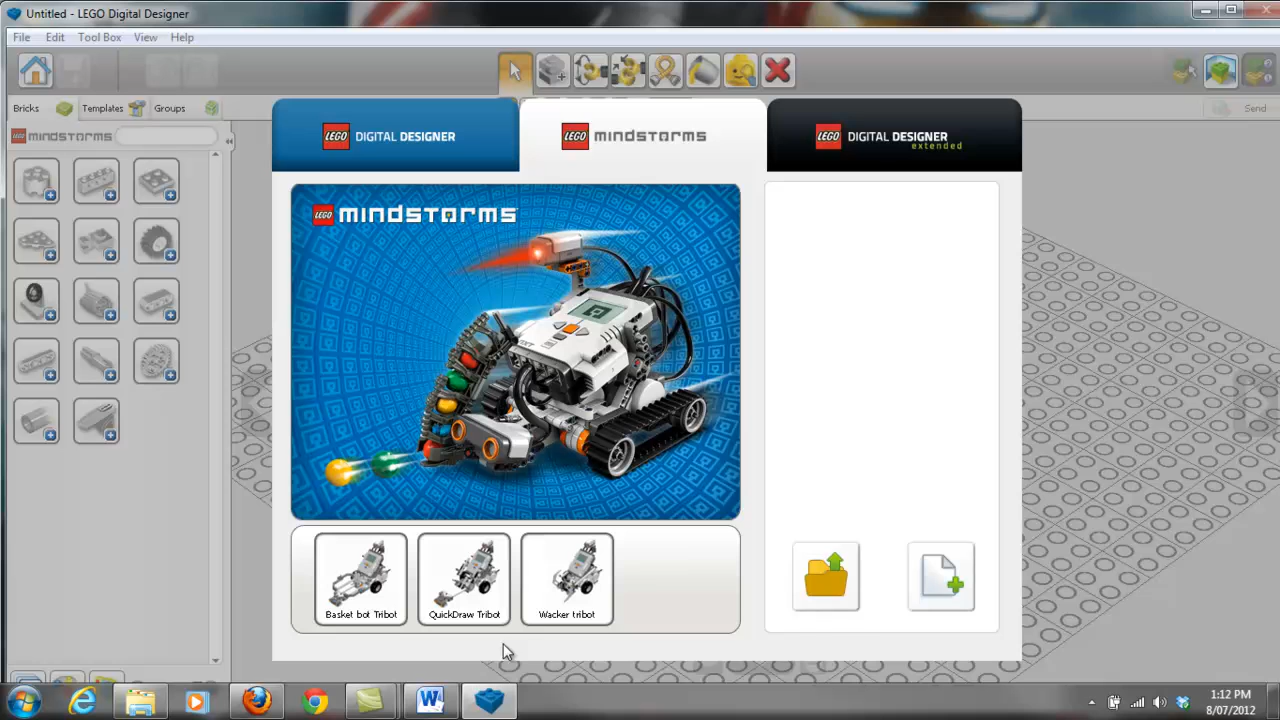 Untitled - LEGO Digital Designer
File Edit Tool Box View Help
Bricks Templates Groups
Send
LEGO mindstorms
LEGO DIGITAL DESIGNER
LEGO mindstorms
LEGO DIGITAL DESIGNER extended
LEGO mindstorms
Basket bot Tribot
QuickDraw Tribot
Wacker tribot
1:12 PM
8/07/2012